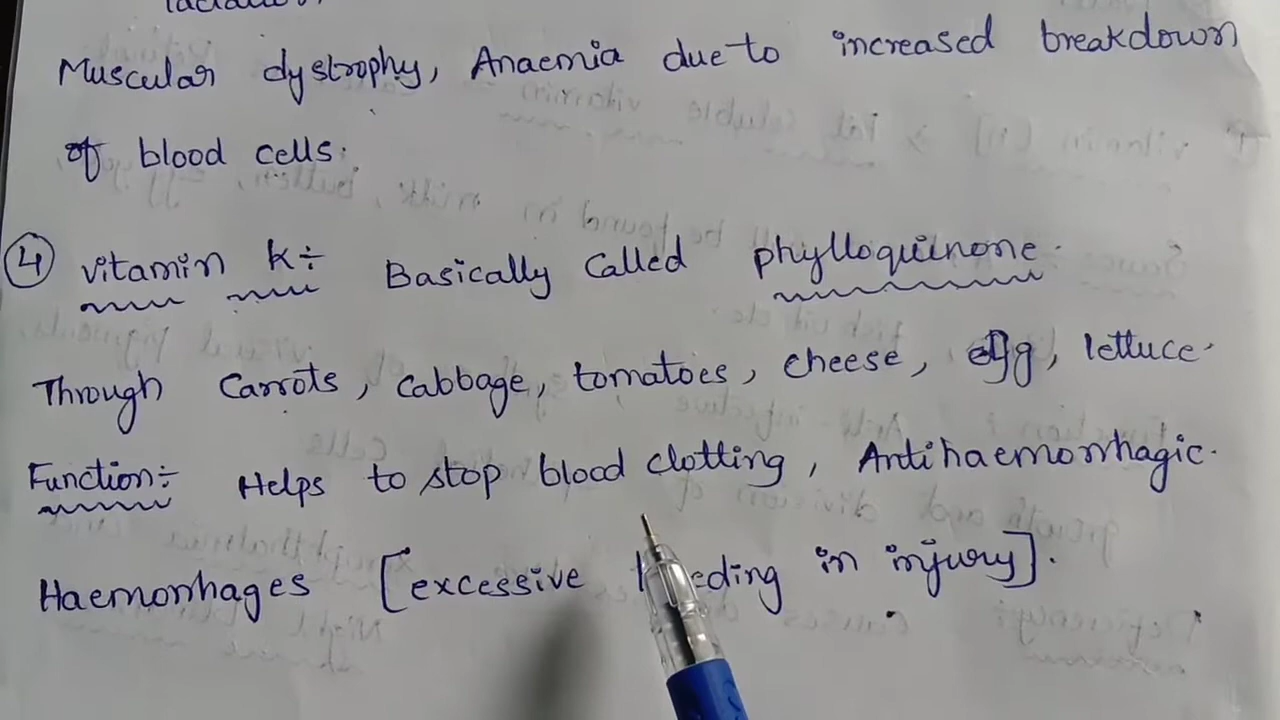 Muscular dystrophy, Anaemia due to increased breakdown
of blood cells.
4 vitamin k÷ Basically called phylloquinone.
Through Carrots, cabbage, tomatoes, cheese, egg, lettuce.
Function÷ Helps to stop blood clotting, Antihaemorrhagic.
Haemorrhages [excessive in injury].